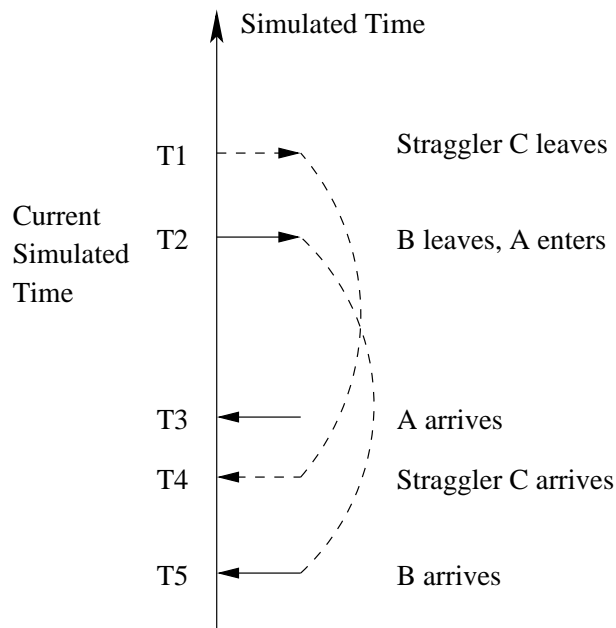 Simulated Time
T1
Straggler C leaves
Current
Simulated
Time
T2
B leaves, A enters
T3
A arrives
T4
Straggler C arrives
T5
B arrives